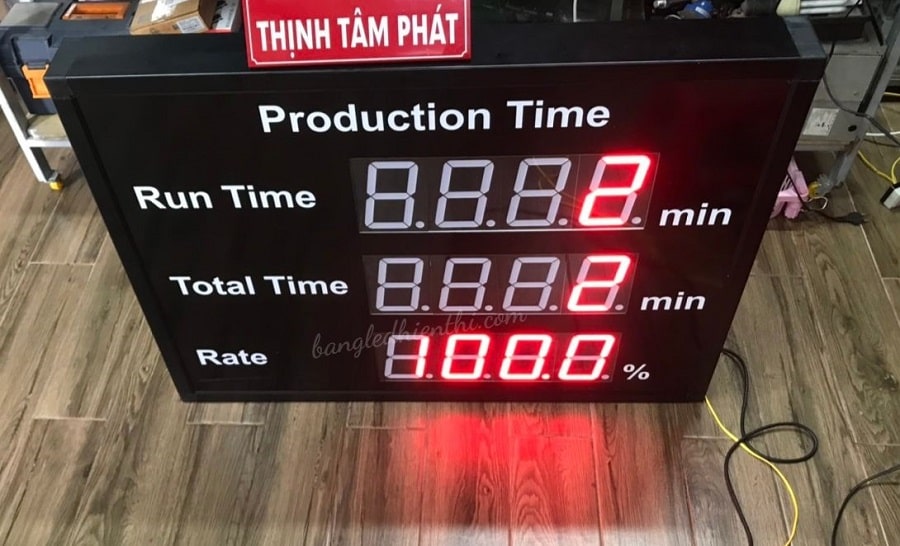 THỊNH TÂM PHÁT
Production Time
Run Time 2 min
Total Time 2 min
bangledhienthi.com
Rate 100.0 %